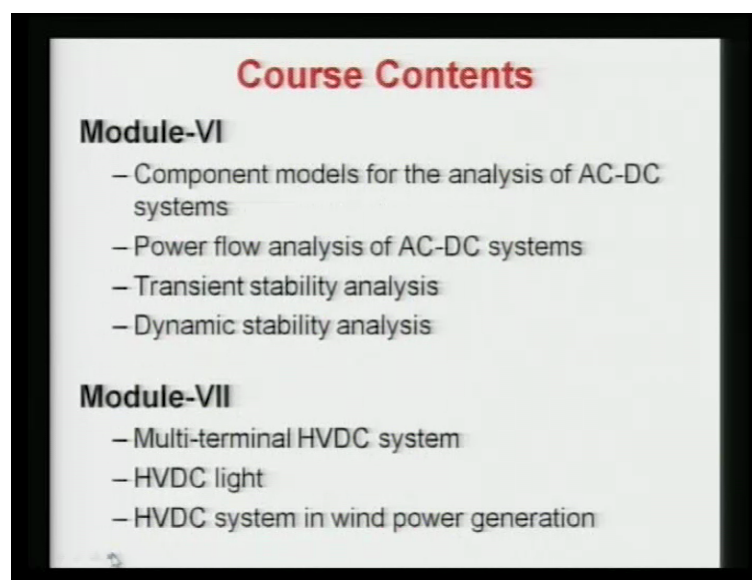 Course Contents
Module-VI
– Component models for the analysis of AC-DC
systems
– Power flow analysis of AC-DC systems
– Transient stability analysis
– Dynamic stability analysis
Module-VII
– Multi-terminal HVDC system
– HVDC light
– HVDC system in wind power generation